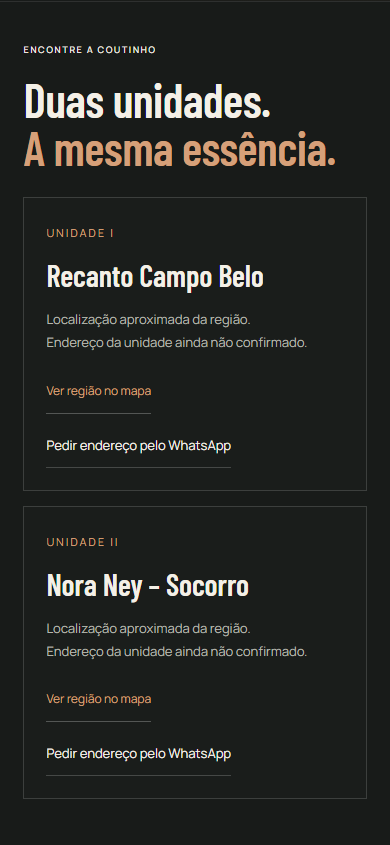 ENCONTRE A COUTINHO
Duas unidades.
A mesma essência.
UNIDADE I
Recanto Campo Belo
Localização aproximada da região.
Endereço da unidade ainda não confirmado.
Ver região no mapa
Pedir endereço pelo WhatsApp
UNIDADE II
Nora Ney – Socorro
Localização aproximada da região.
Endereço da unidade ainda não confirmado.
Ver região no mapa
Pedir endereço pelo WhatsApp